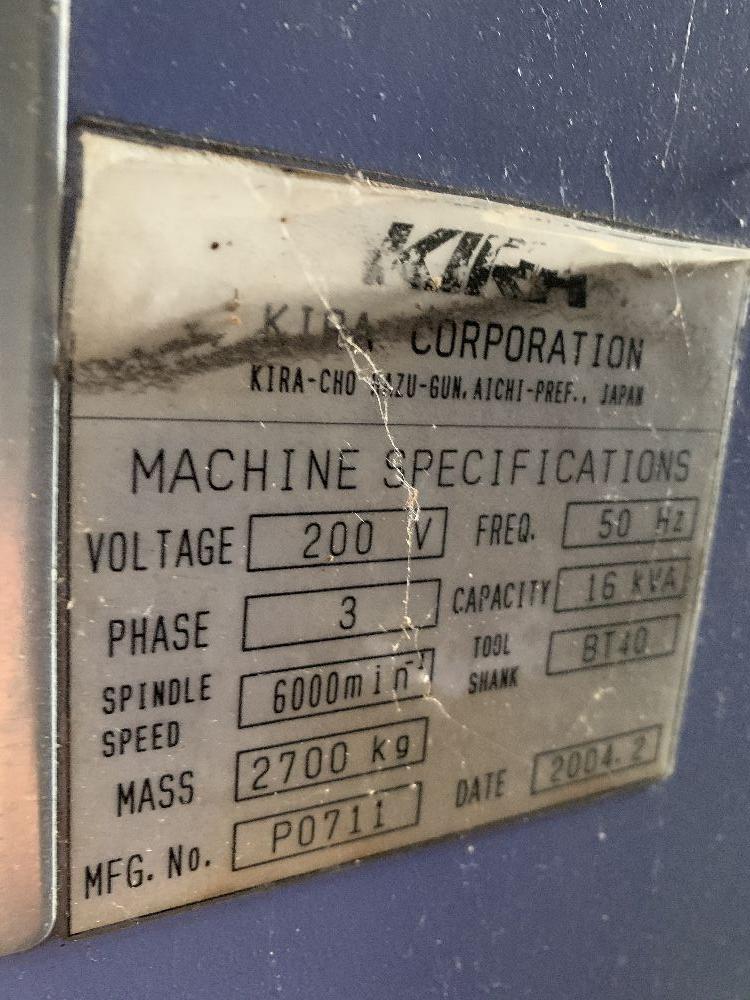 KIRA
KIRA CORPORATION
KIRA-CHO HAZU-GUN, AICHI-PREF., JAPAN
MACHINE SPECIFICATIONS
VOLTAGE 200 V FREQ. 50 Hz
PHASE 3 CAPACITY 16 kVA
SPINDLE SPEED 6000min⁻¹ TOOL SHANK BT40
MASS 2700 kg DATE 2004.2
MFG. No. P0711